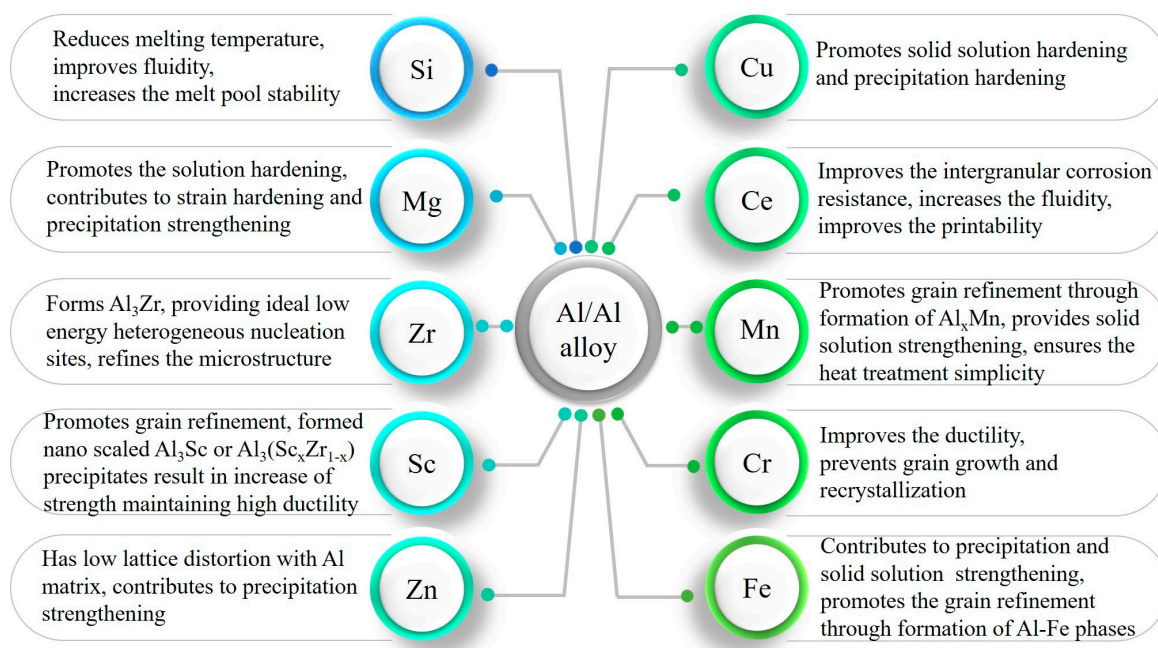 Reduces melting temperature,
improves fluidity,
increases the melt pool stability
Si
Cu
Promotes solid solution hardening
and precipitation hardening
Promotes the solution hardening,
contributes to strain hardening and
precipitation strengthening
Mg
Ce
Improves the intergranular corrosion
resistance, increases the fluidity,
improves the printability
Forms Al₃Zr, providing ideal low
energy heterogeneous nucleation
sites, refines the microstructure
Zr
Al/Al
alloy
Mn
Promotes grain refinement through
formation of AlₓMn, provides solid
solution strengthening, ensures the
heat treatment simplicity
Promotes grain refinement, formed
nano scaled Al₃Sc or Al₃(ScₓZr₁₋ₓ)
precipitates result in increase of
strength maintaining high ductility
Sc
Cr
Improves the ductility,
prevents grain growth and
recrystallization
Has low lattice distortion with Al
matrix, contributes to precipitation
strengthening
Zn
Fe
Contributes to precipitation and
solid solution strengthening,
promotes the grain refinement
through formation of Al-Fe phases